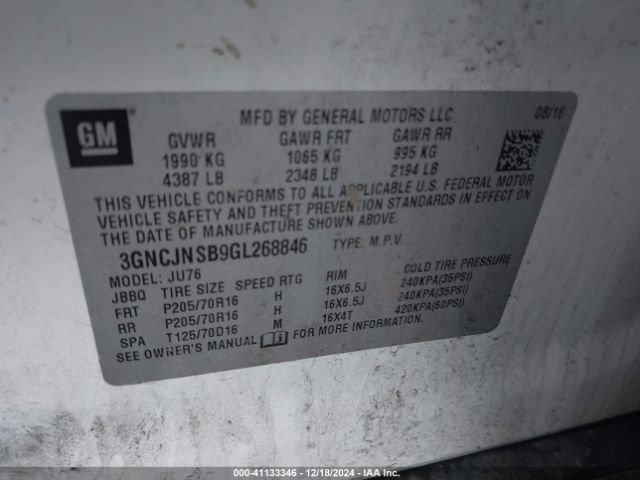 GM
MFD BY GENERAL MOTORS LLC 08/16
GVWR GAWR FRT GAWR RR
1990 KG 1065 KG 995 KG
4387 LB 2348 LB 2194 LB
THIS VEHICLE CONFORMS TO ALL APPLICABLE U.S. FEDERAL MOTOR
VEHICLE SAFETY AND THEFT PREVENTION STANDARDS IN EFFECT ON
THE DATE OF MANUFACTURE SHOWN ABOVE.
3GNCJNSB9GL268846 TYPE: M.P.V.
MODEL: JU76
JBBQ TIRE SIZE SPEED RTG RIM COLD TIRE PRESSURE
FRT P205/70R16 H 16X6.5J 240KPA(35PSI)
RR P205/70R16 H 16X6.5J 240KPA(35PSI)
SPA T125/70D16 M 16X4T 420KPA(60PSI)
SEE OWNER'S MANUAL FOR MORE INFORMATION.
000-41133346 - 12/18/2024 - IAA Inc.